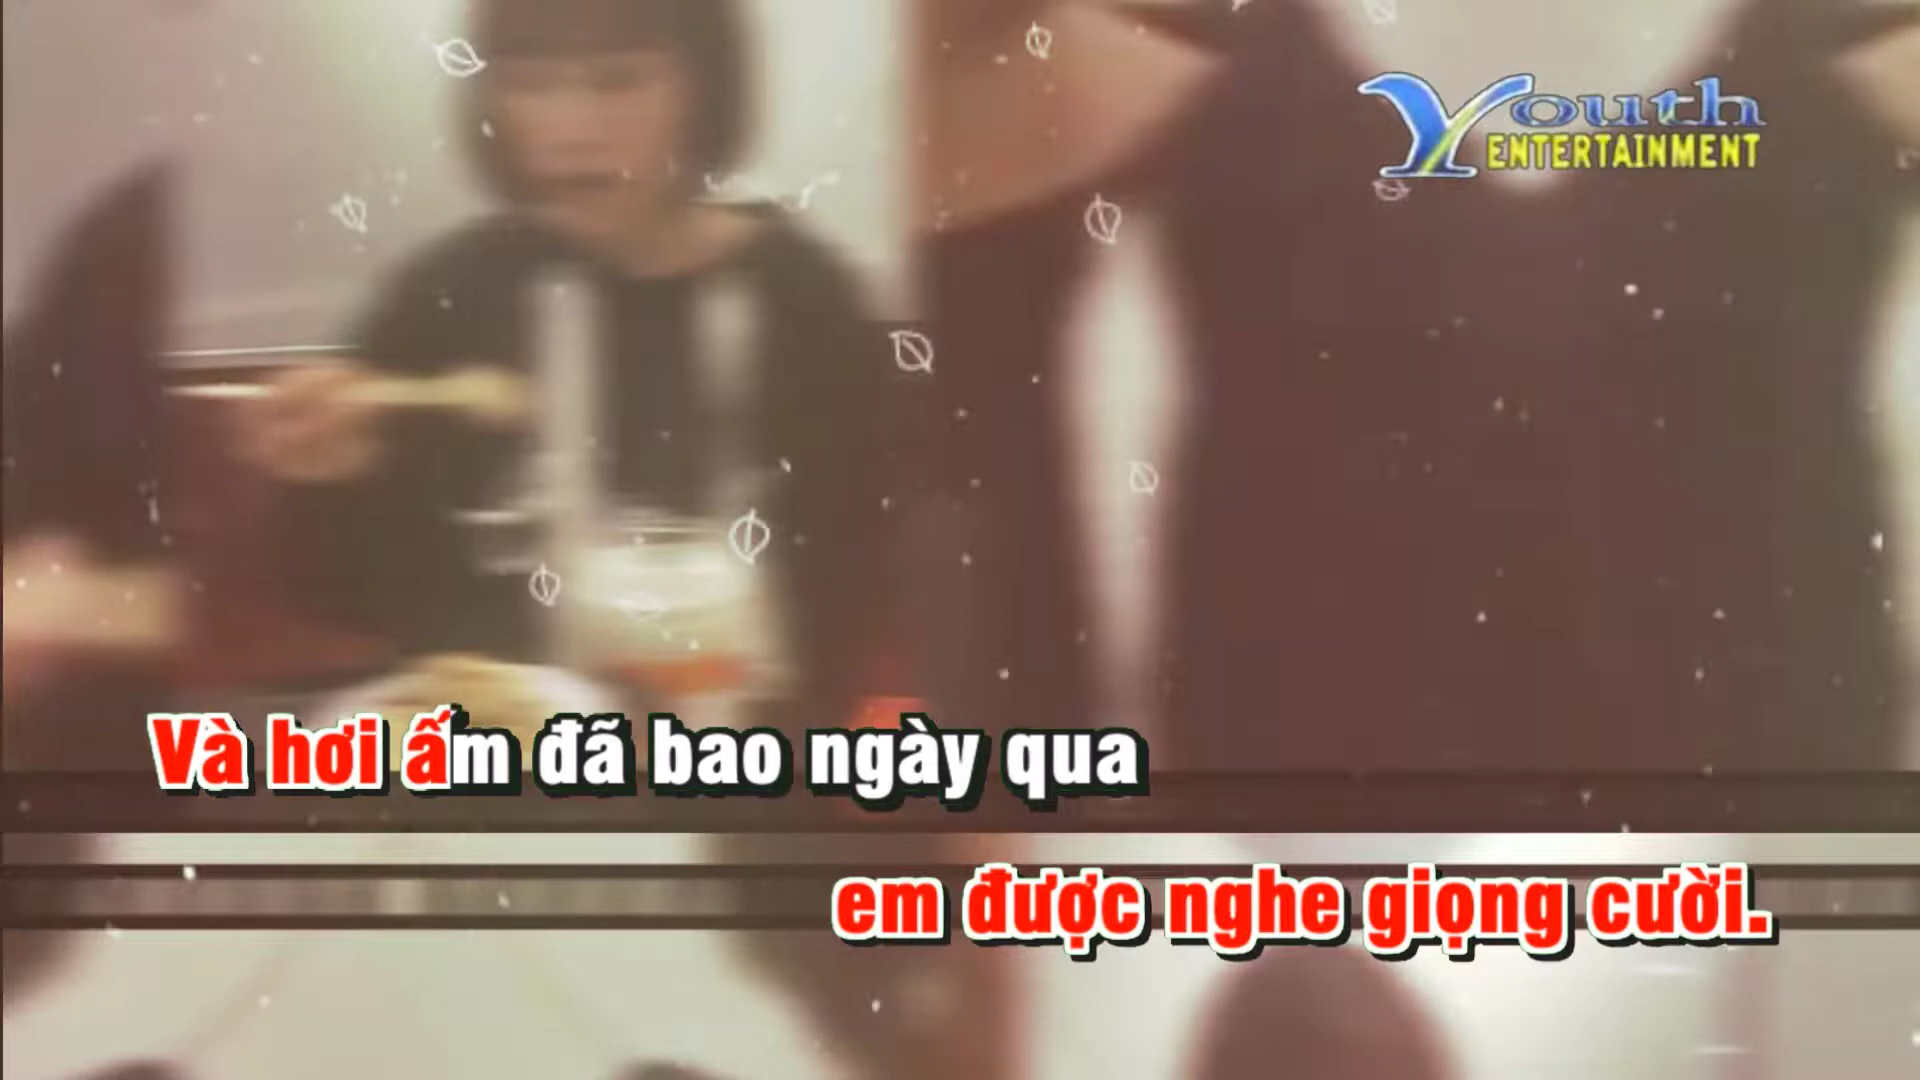 Youth
ENTERTAINMENT
Và hơi ấm đã bao ngày qua
em được nghe giọng cười.